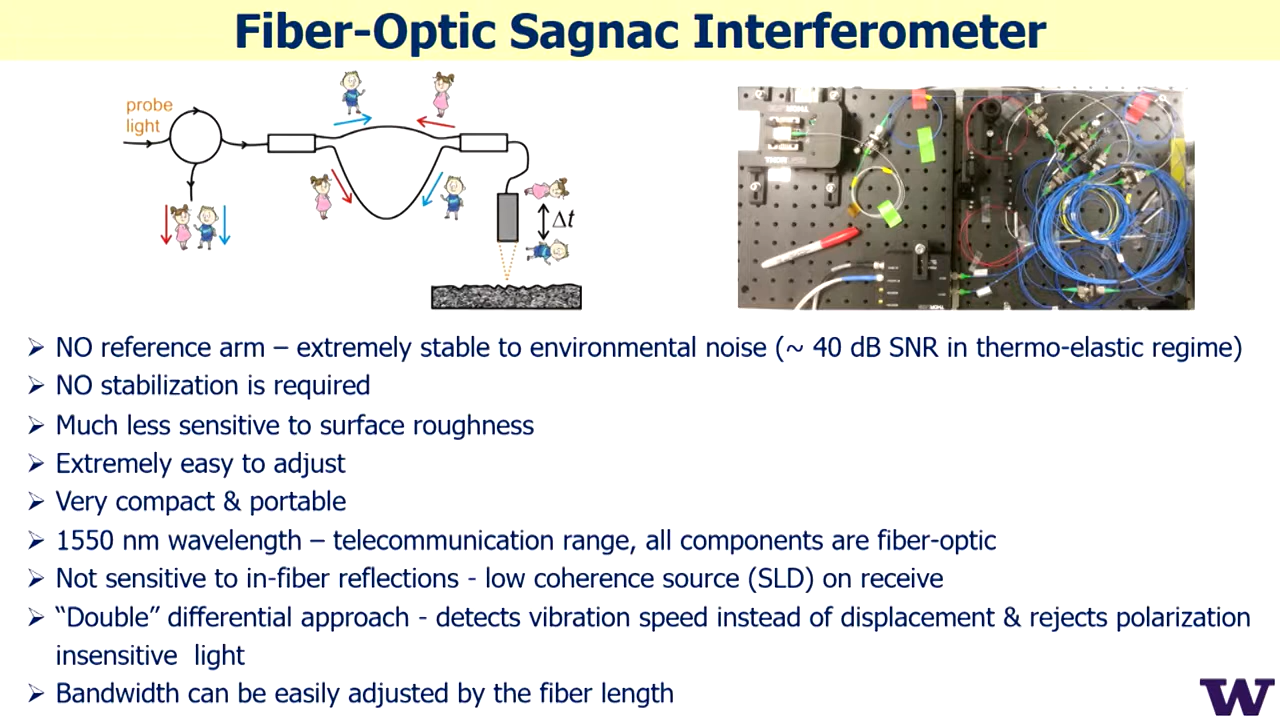 Fiber-Optic Sagnac Interferometer
probe
light
Δt
➢ NO reference arm – extremely stable to environmental noise (~ 40 dB SNR in thermo-elastic regime)
➢ NO stabilization is required
➢ Much less sensitive to surface roughness
➢ Extremely easy to adjust
➢ Very compact & portable
➢ 1550 nm wavelength – telecommunication range, all components are fiber-optic
➢ Not sensitive to in-fiber reflections - low coherence source (SLD) on receive
➢ “Double” differential approach - detects vibration speed instead of displacement & rejects polarization
insensitive light
➢ Bandwidth can be easily adjusted by the fiber length
W